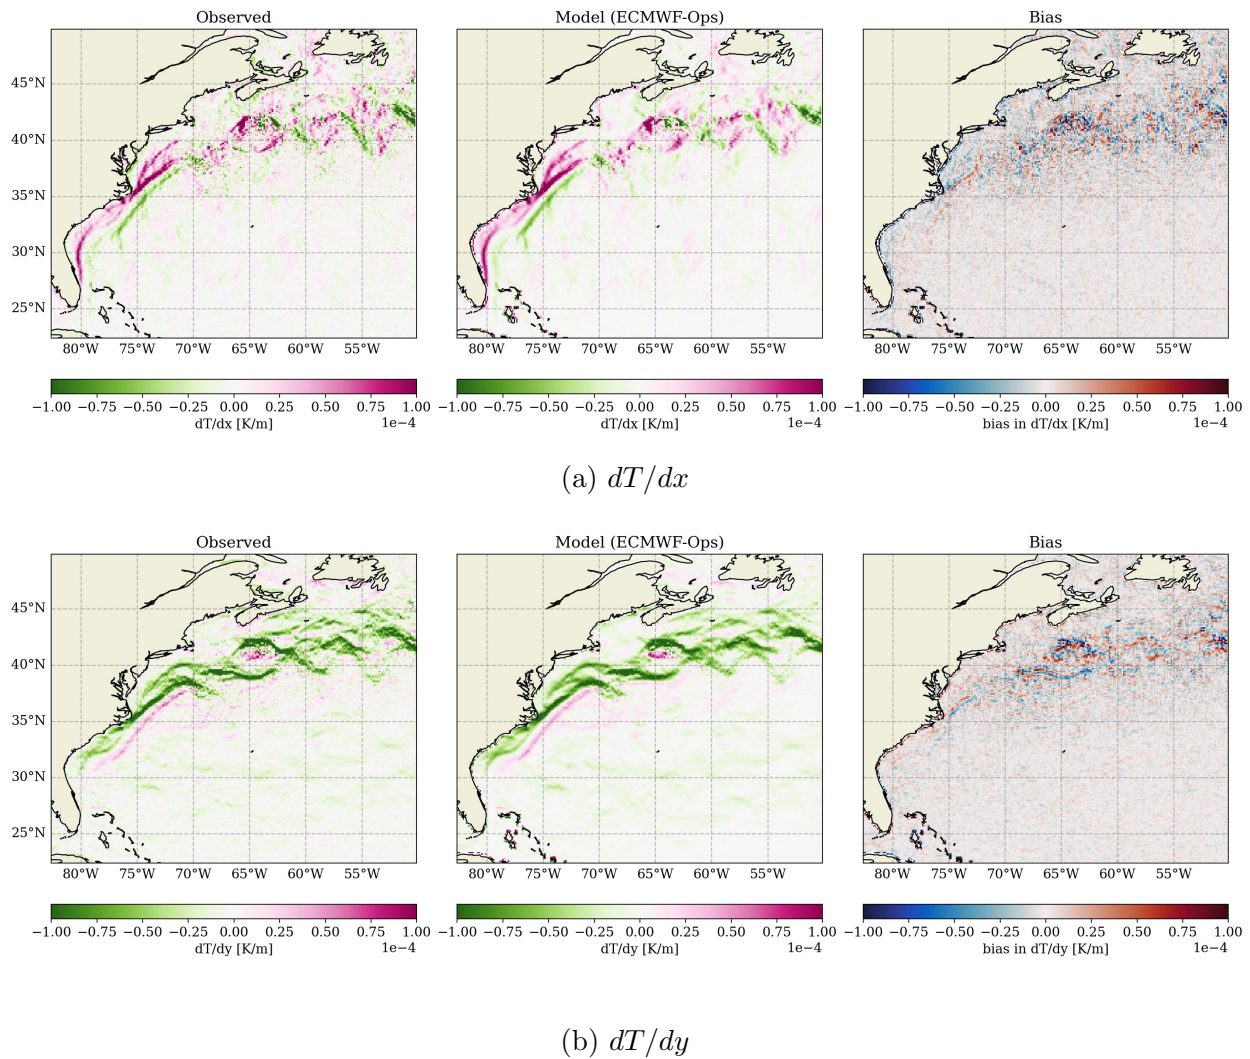 Observed Model (ECMWF-Ops) Bias
45°N
40°N
35°N
30°N
25°N
80°W 75°W 70°W 65°W 60°W 55°W 80°W 75°W 70°W 65°W 60°W 55°W 80°W 75°W 70°W 65°W 60°W 55°W
−1.00 −0.75 −0.50 −0.25 0.00 0.25 0.50 0.75 1.00 −1.00 −0.75 −0.50 −0.25 0.00 0.25 0.50 0.75 1.00 −1.00 −0.75 −0.50 −0.25 0.00 0.25 0.50 0.75 1.00
dT/dx [K/m] 1e−4 dT/dx [K/m] 1e−4 bias in dT/dx [K/m] 1e−4
(a) dT/dx
Observed Model (ECMWF-Ops) Bias
45°N
40°N
35°N
30°N
25°N
80°W 75°W 70°W 65°W 60°W 55°W 80°W 75°W 70°W 65°W 60°W 55°W 80°W 75°W 70°W 65°W 60°W 55°W
−1.00 −0.75 −0.50 −0.25 0.00 0.25 0.50 0.75 1.00 −1.00 −0.75 −0.50 −0.25 0.00 0.25 0.50 0.75 1.00 −1.00 −0.75 −0.50 −0.25 0.00 0.25 0.50 0.75 1.00
dT/dy [K/m] 1e−4 dT/dy [K/m] 1e−4 bias in dT/dy [K/m] 1e−4
(b) dT/dy